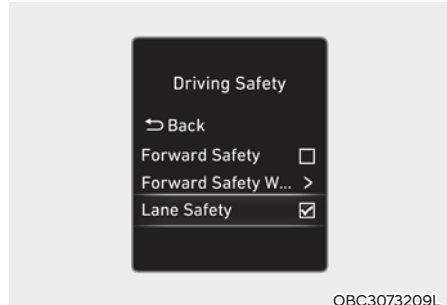 Driving Safety
Back
Forward Safety
Forward Safety W... >
Lane Safety
OBC3073209L